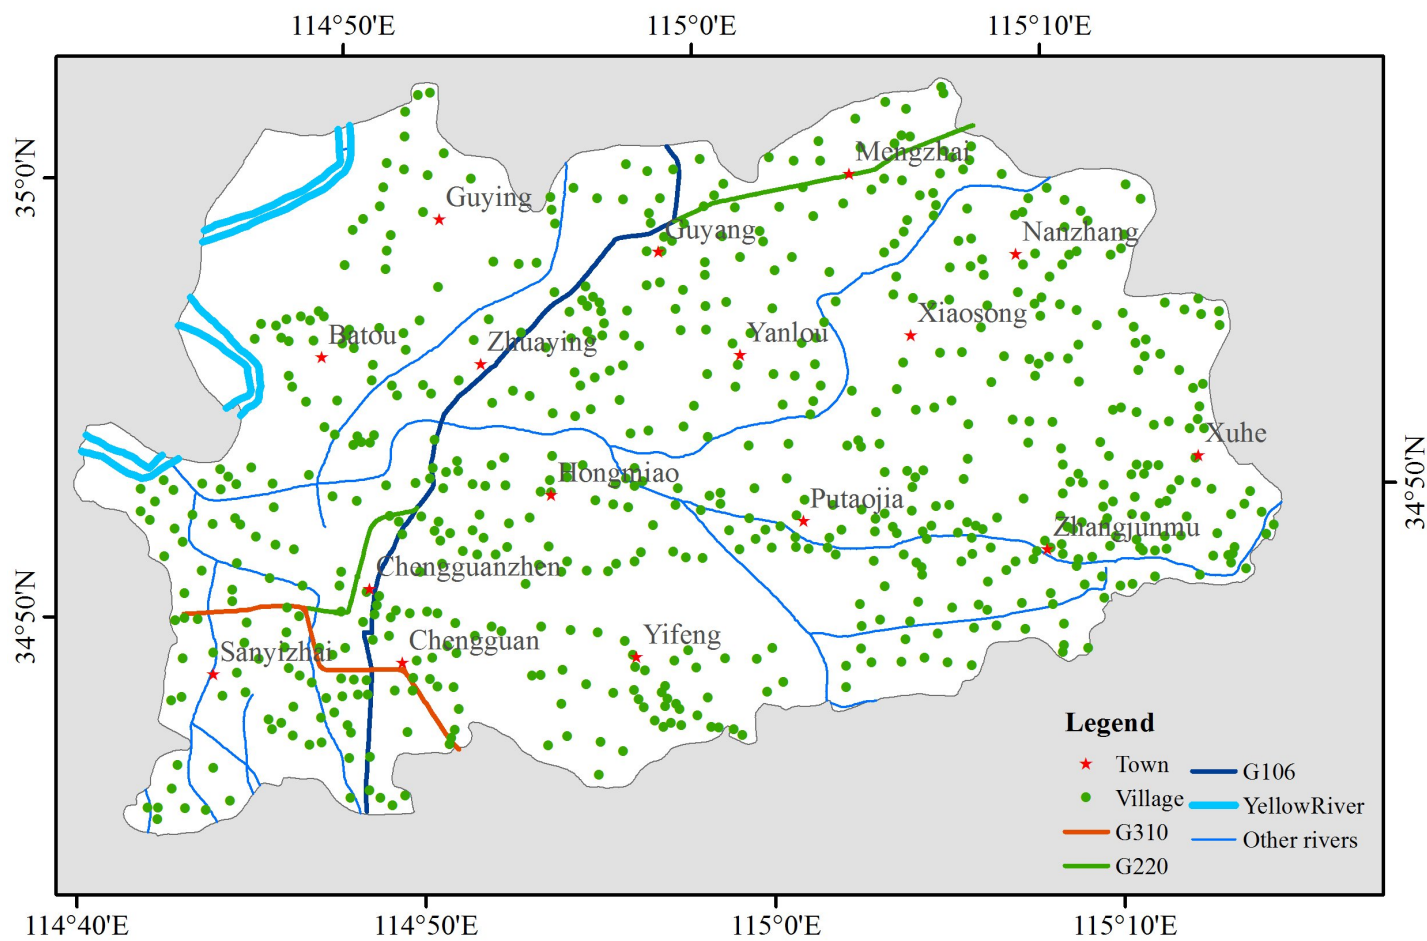 114°50'E 115°0'E 115°10'E
35°0'N
Mengzhai
Guying
Guyang
Nanzhang
Xiaosong
Batou
Zhuaying
Yanlou
Xuhe
Hongmiao
34°50'N
Putaojia
Zhangjunmu
Chengguanzhen
34°50'N
Sanyizhai
Chengguan
Yifeng
Legend
Town
Village
G310
G220
G106
YellowRiver
Other rivers
114°40'E 114°50'E 115°0'E 115°10'E